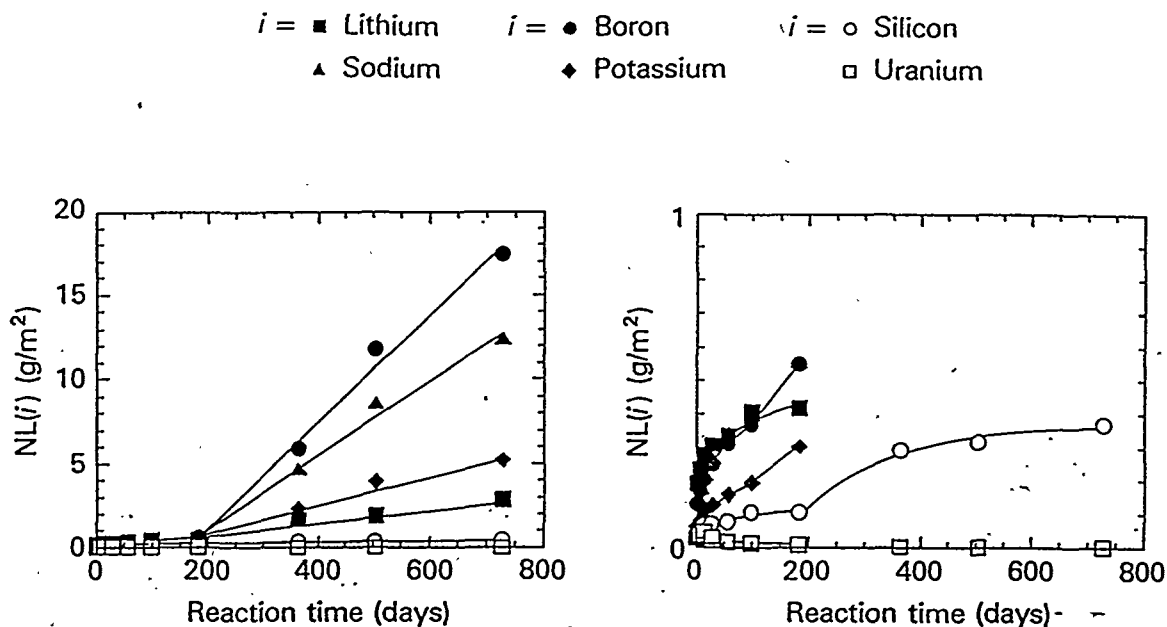 i = ■ Lithium i = ● Boron i = ○ Silicon
▲ Sodium ◆ Potassium □ Uranium
20
15
10
5
0
NL(i) (g/m²)
0 200 400 600 800
Reaction time (days)
1
0
NL(i) (g/m²)
0 200 400 600 800
Reaction time (days)